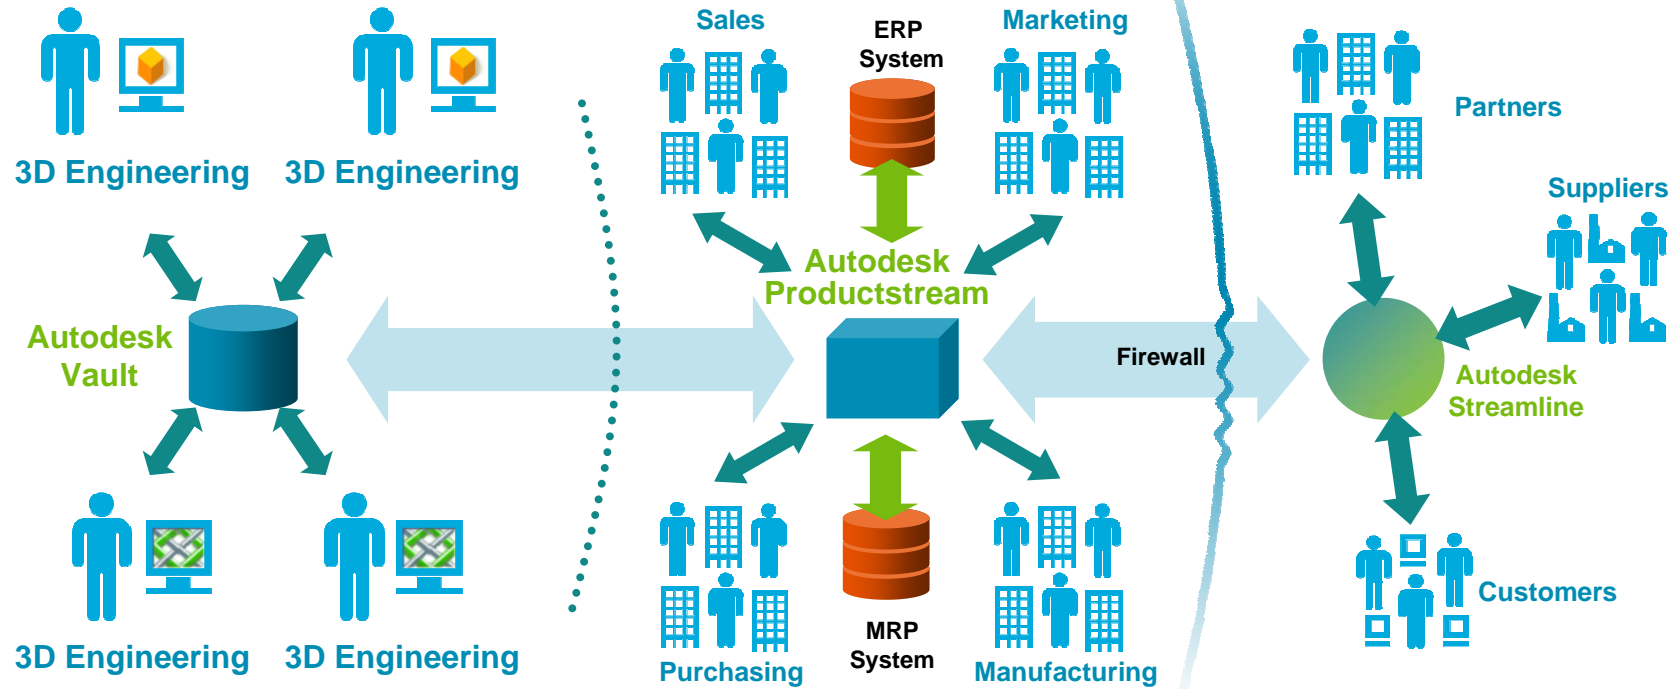 Sales
ERP
System
Marketing
Partners
3D Engineering
3D Engineering
Suppliers
Autodesk
Productstream
Autodesk
Vault
Firewall
Autodesk
Streamline
Customers
3D Engineering
3D Engineering
Purchasing
MRP
System
Manufacturing